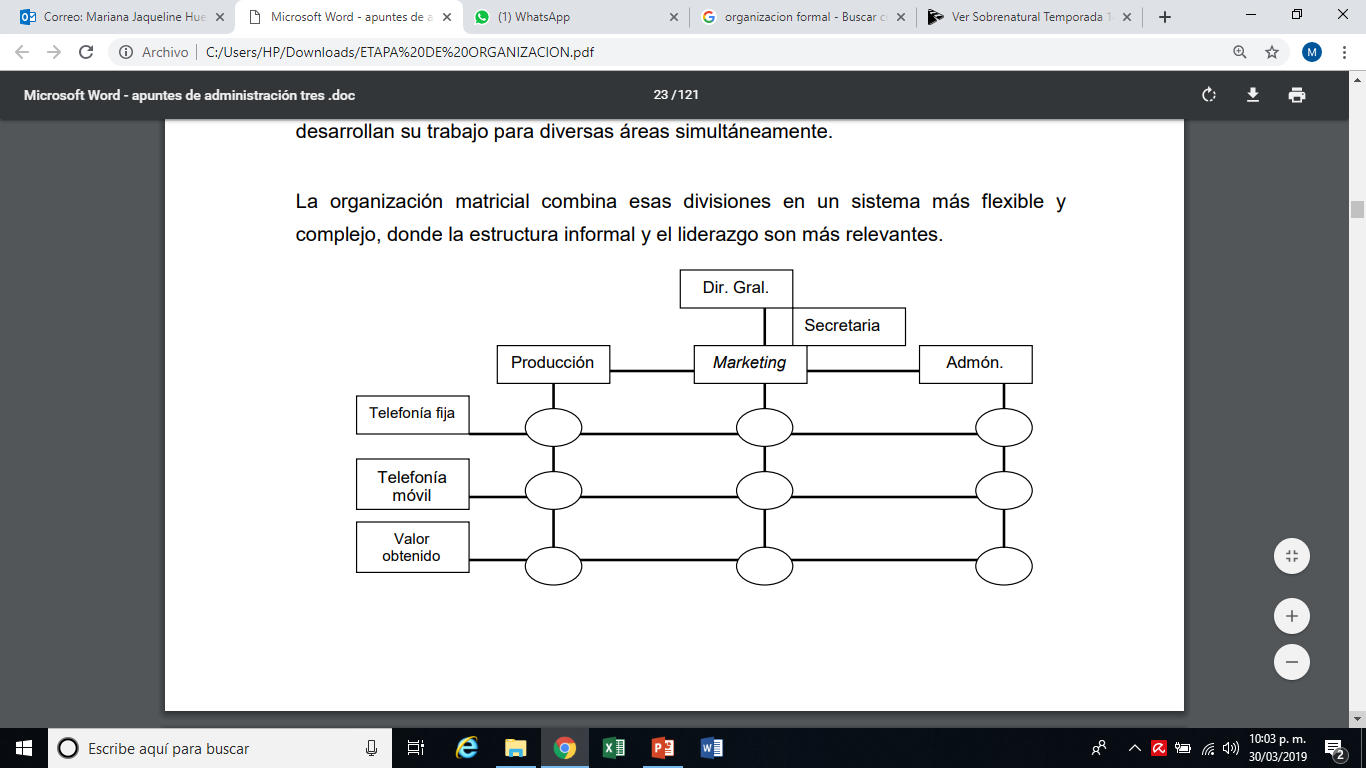 Correo: Mariana Jaqueline Hue
Microsoft Word - apuntes de a
(1) WhatsApp
organizacion formal - Buscar c
Ver Sobrenatural Temporada 1
Archivo
C:/Users/HP/Downloads/ETAPA%20DE%20ORGANIZACION.pdf
M
Microsoft Word - apuntes de administración tres .doc
23 / 121
desarrollan su trabajo para diversas áreas simultáneamente.
La organización matricial combina esas divisiones en un sistema más flexible y
complejo, donde la estructura informal y el liderazgo son más relevantes.
Dir. Gral.
Secretaria
Producción
Marketing
Admón.
Telefonía fija
Telefonía
móvil
Valor
obtenido
Escribe aquí para buscar
10:03 p. m.
30/03/2019
2